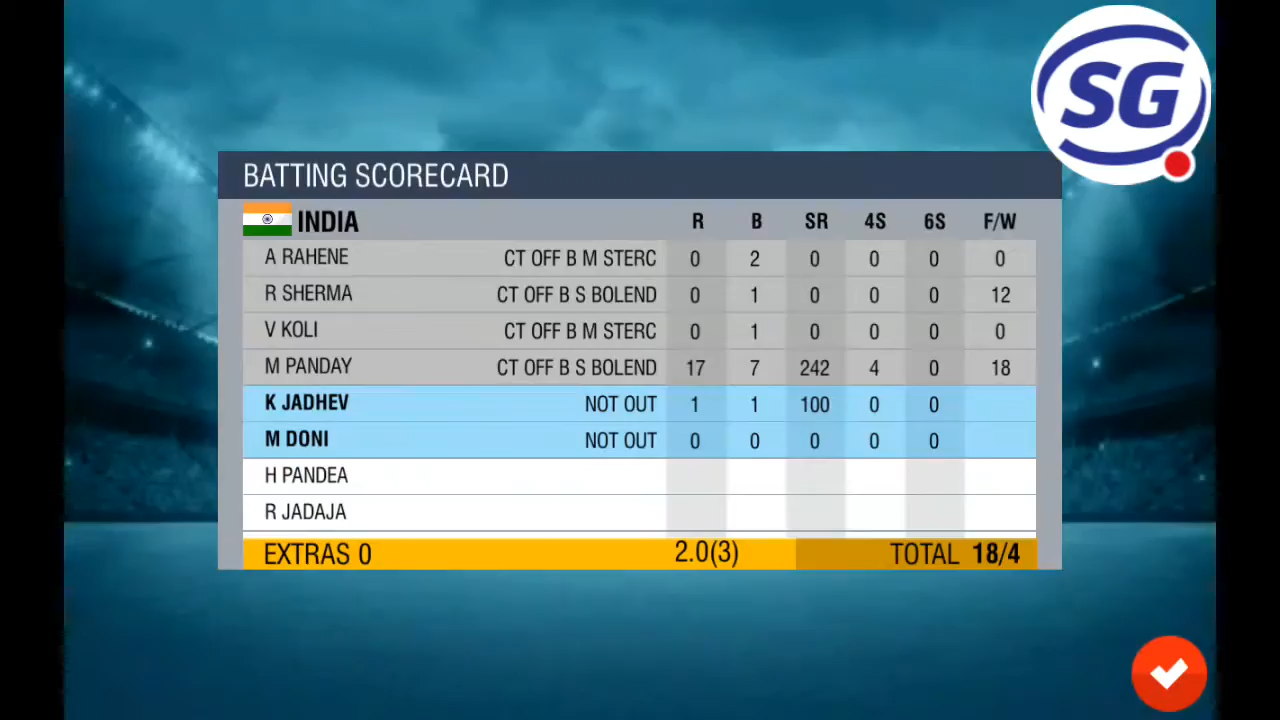 SG
BATTING SCORECARD
INDIA R B SR 4S 6S F/W
A RAHENE CT OFF B M STERC 0 2 0 0 0 0
R SHERMA CT OFF B S BOLEND 0 1 0 0 0 12
V KOLI CT OFF B M STERC 0 1 0 0 0 0
M PANDAY CT OFF B S BOLEND 17 7 242 4 0 18
K JADHEV NOT OUT 1 1 100 0 0
M DONI NOT OUT 0 0 0 0 0
H PANDEA
R JADAJA
EXTRAS 0 2.0(3) TOTAL 18/4